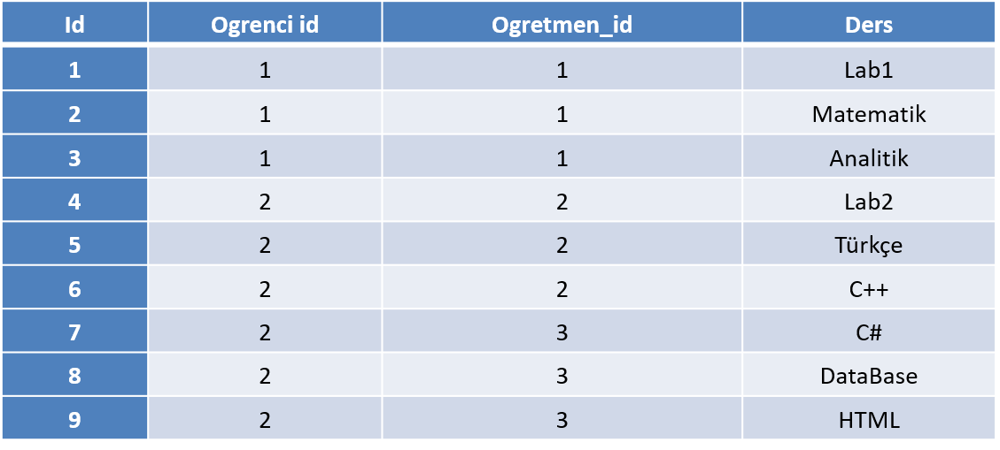 Id Ogrenci id Ogretmen_id Ders
1 1 1 Lab1
2 1 1 Matematik
3 1 1 Analitik
4 2 2 Lab2
5 2 2 Türkçe
6 2 2 C++
7 2 3 C#
8 2 3 DataBase
9 2 3 HTML